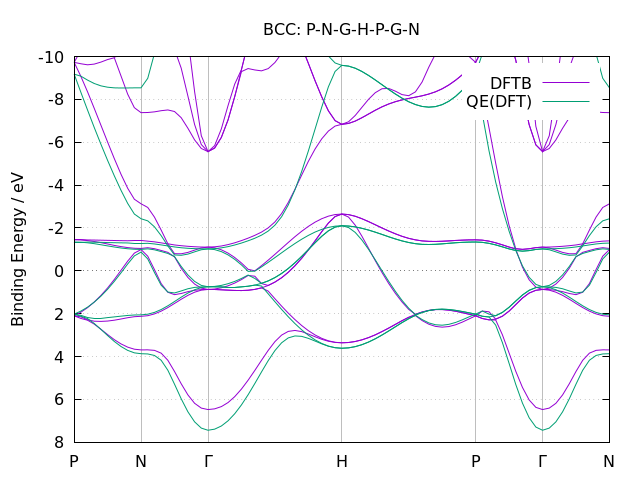 BCC: P-N-G-H-P-G-N
Binding Energy / eV
-10
-8
-6
-4
-2
0
2
4
6
8
DFTB
QE(DFT)
P N Γ H P Γ N